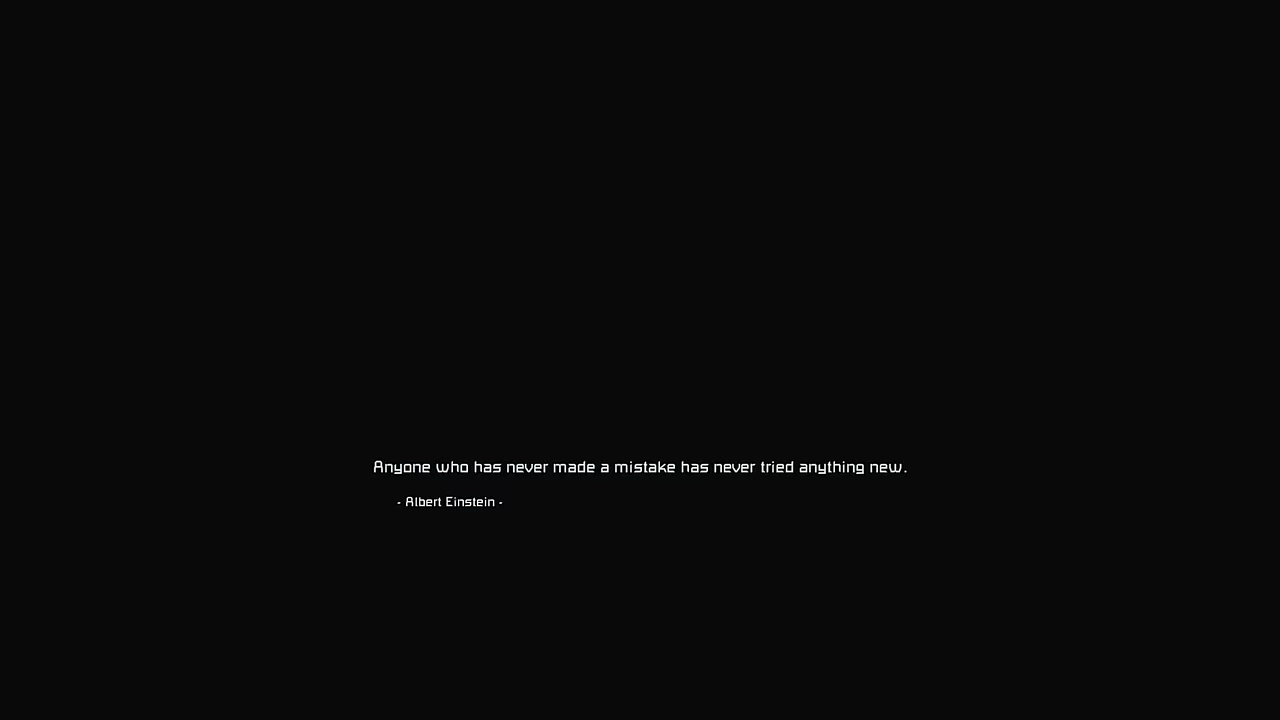 Anyone who has never made a mistake has never tried anything new.
- Albert Einstein -